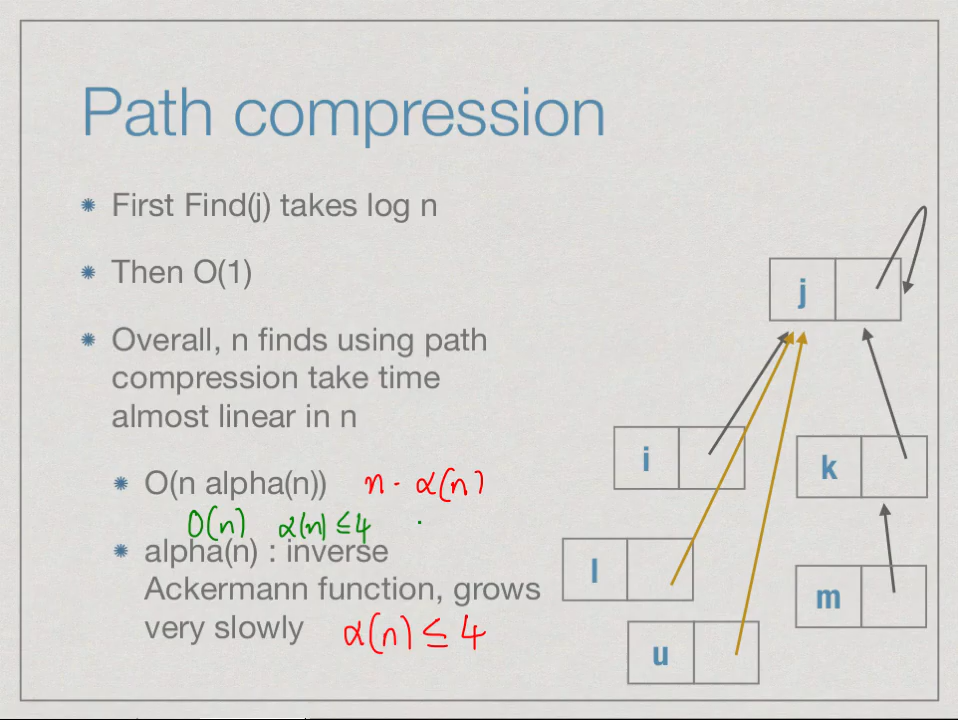 Path compression
First Find(j) takes log n
Then O(1)
Overall, n finds using path
compression take time
almost linear in n
O(n alpha(n)) n · α(n)
O(n) α(n) ≤ 4
alpha(n) : inverse
Ackermann function, grows
very slowly α(n) ≤ 4
j
i
k
l
m
u